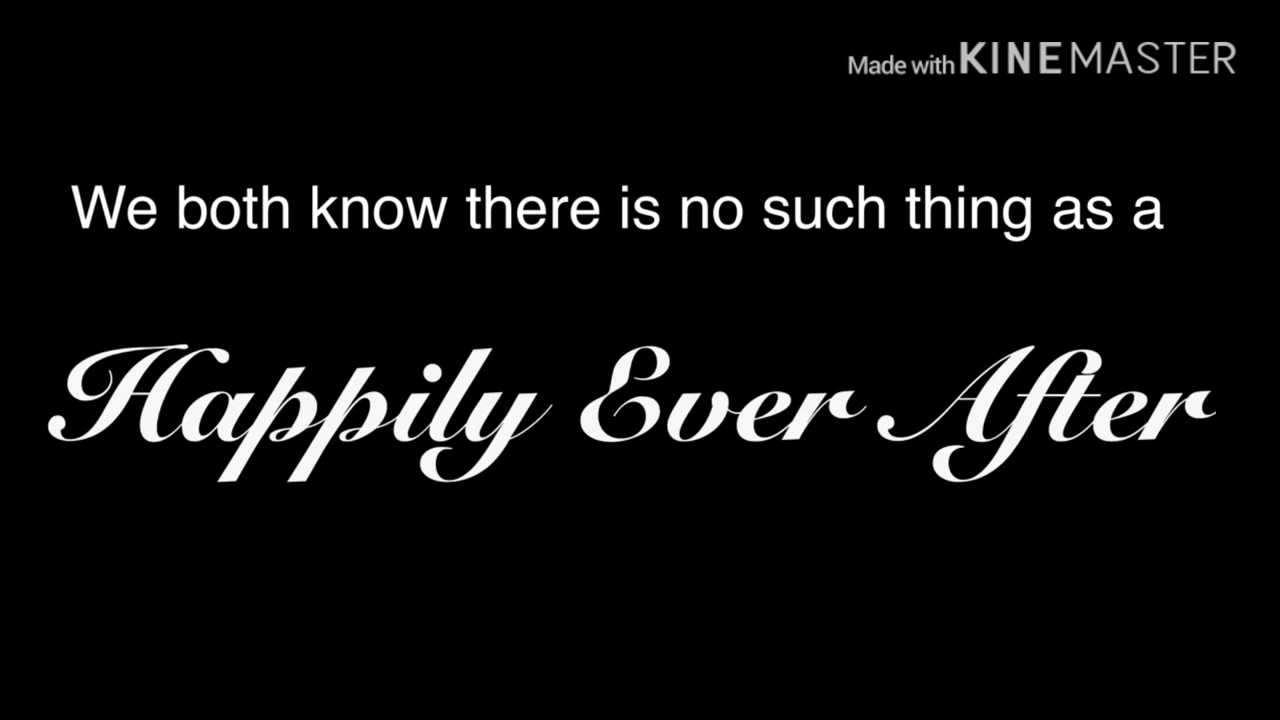 Made with KINEMASTER
We both know there is no such thing as a
Happily Ever After